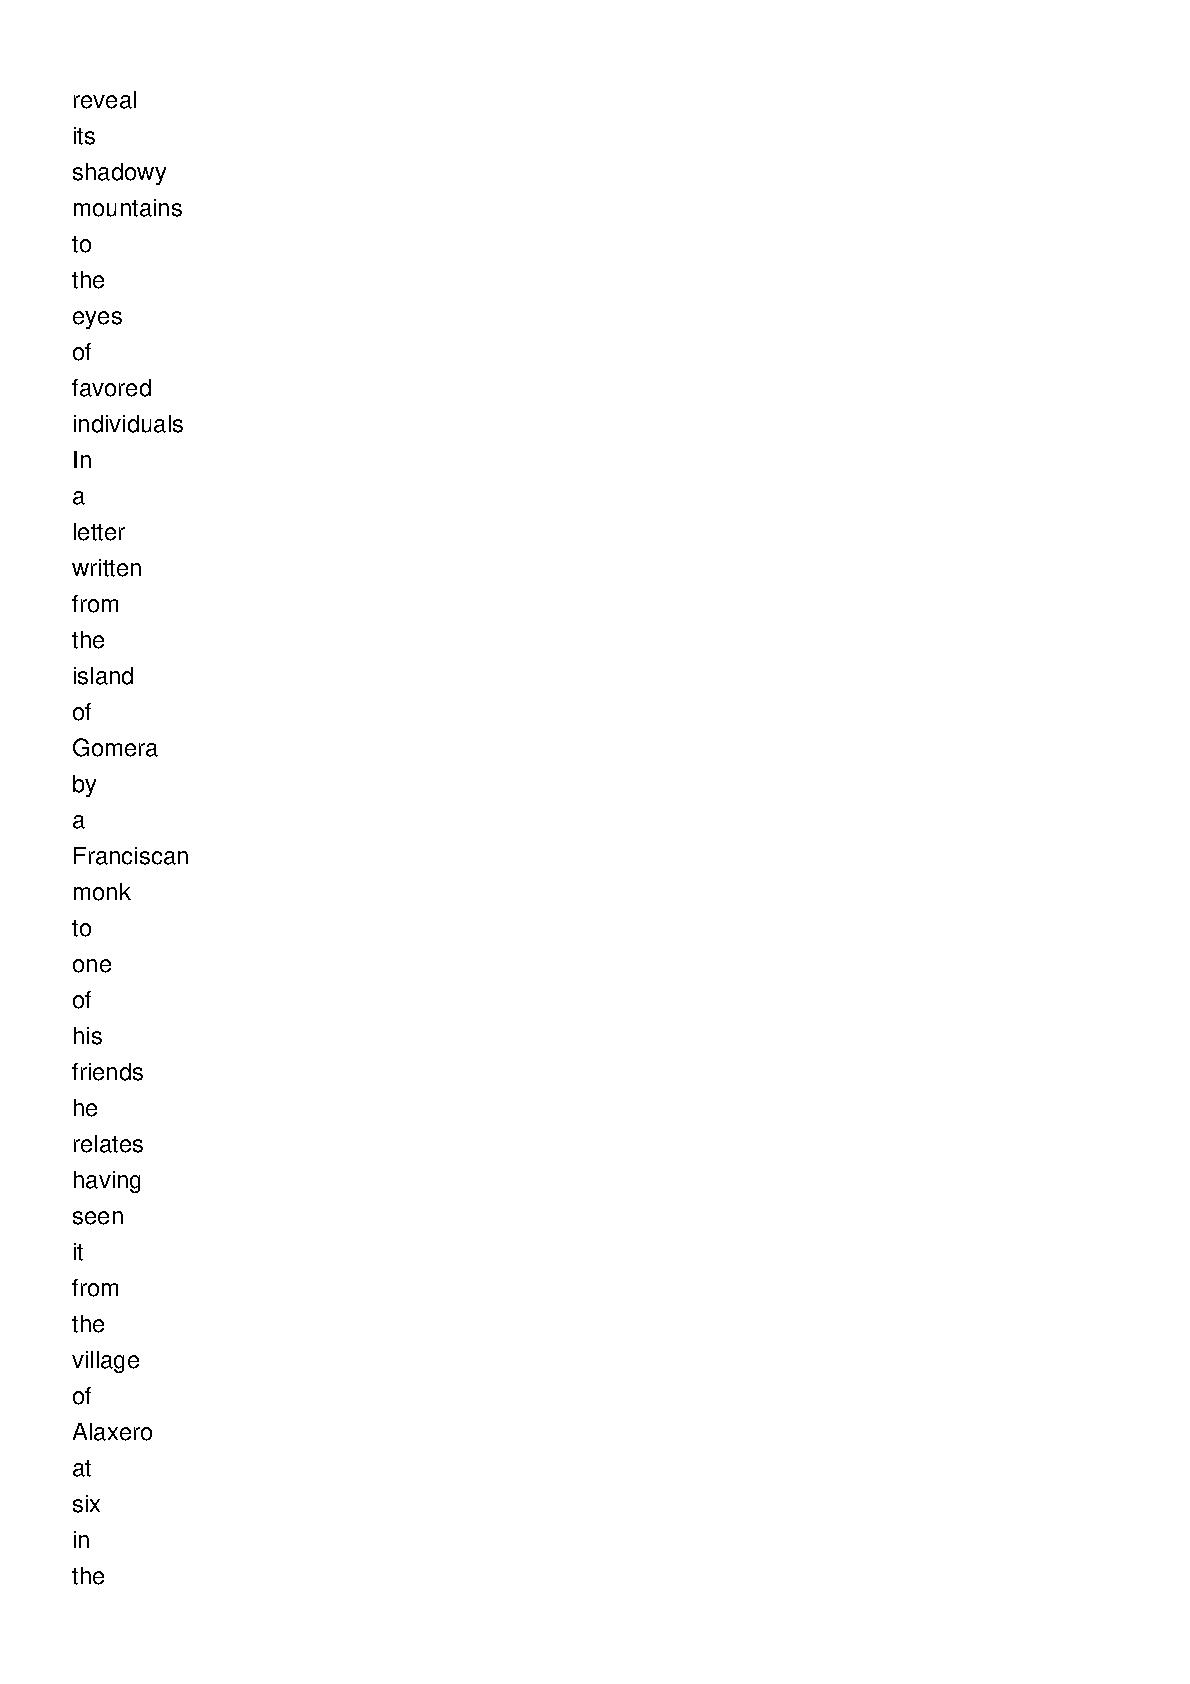 reveal
its
shadowy
mountains
to
the
eyes
of
favored
individuals
In
a
letter
written
from
the
island
of
Gomera
by
a
Franciscan
monk
to
one
of
his
friends
he
relates
having
seen
it
from
the
village
of
Alaxero
at
six
in
the